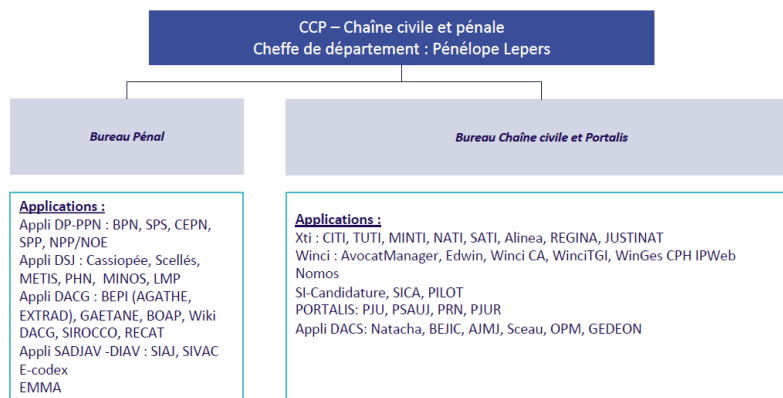 CCP – Chaîne civile et pénale
Cheffe de département : Pénélope Lepers
Bureau Pénal
Bureau Chaîne civile et Portalis
Applications :
Appli DP-PPN : BPN, SPS, CEPN,
SPP, NPP/NOE
Appli DSJ : Cassiopée, Scellés,
METIS, PHN, MINOS, LMP
Appli DACG : BEPI (AGATHE,
EXTRAD), GAETANE, BOAP, Wiki
DACG, SIROCCO, RECAT
Appli SADJAV -DIAV : SIAJ, SIVAC
E-codex
EMMA
Applications :
Xti : CITI, TUTI, MINTI, NATI, SATI, Alinea, REGINA, JUSTINAT
Winci : AvocatManager, Edwin, Winci CA, WinciTGI, WinGes CPH IPWeb
Nomos
SI-Candidature, SICA, PILOT
PORTALIS: PJU, PSAUJ, PRN, PJUR
Appli DACS: Natacha, BEJIC, AJMJ, Sceau, OPM, GEDEON